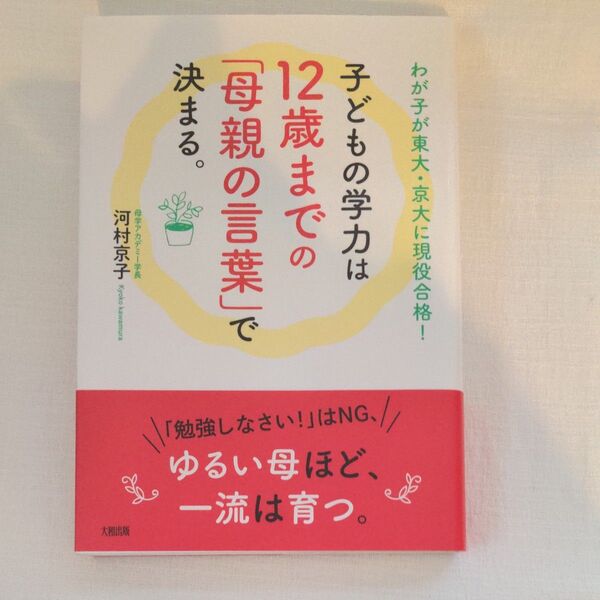 わが子が東大・京大に現役合格!
子どもの学力は
12歳までの
「母親の言葉」で
決まる。
母学アカデミー学長
河村京子
Kyoko kawamura
「勉強しなさい!」はNG、
ゆるい母ほど、
一流は育つ。
大和出版